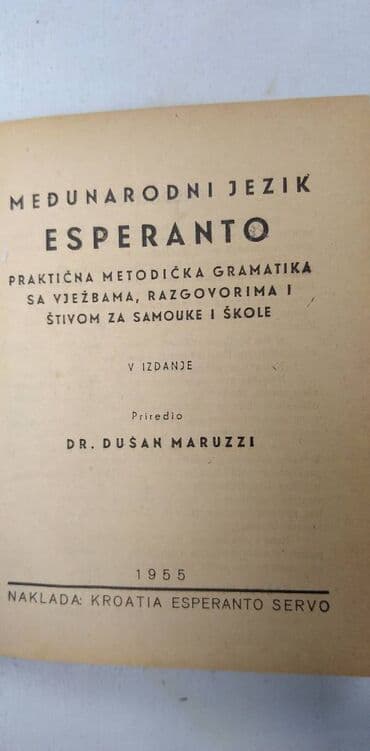 MEĐUNARODNI JEZIK
ESPERANTO
PRAKTIČNA METODIČKA GRAMATIKA
SA VJEŽBAMA, RAZGOVORIMA I
ŠTIVOM ZA SAMOUKE I ŠKOLE
V IZDANJE
Priredio
DR. DUŠAN MARUZZI
1955
NAKLADA: KROATIA ESPERANTO SERVO